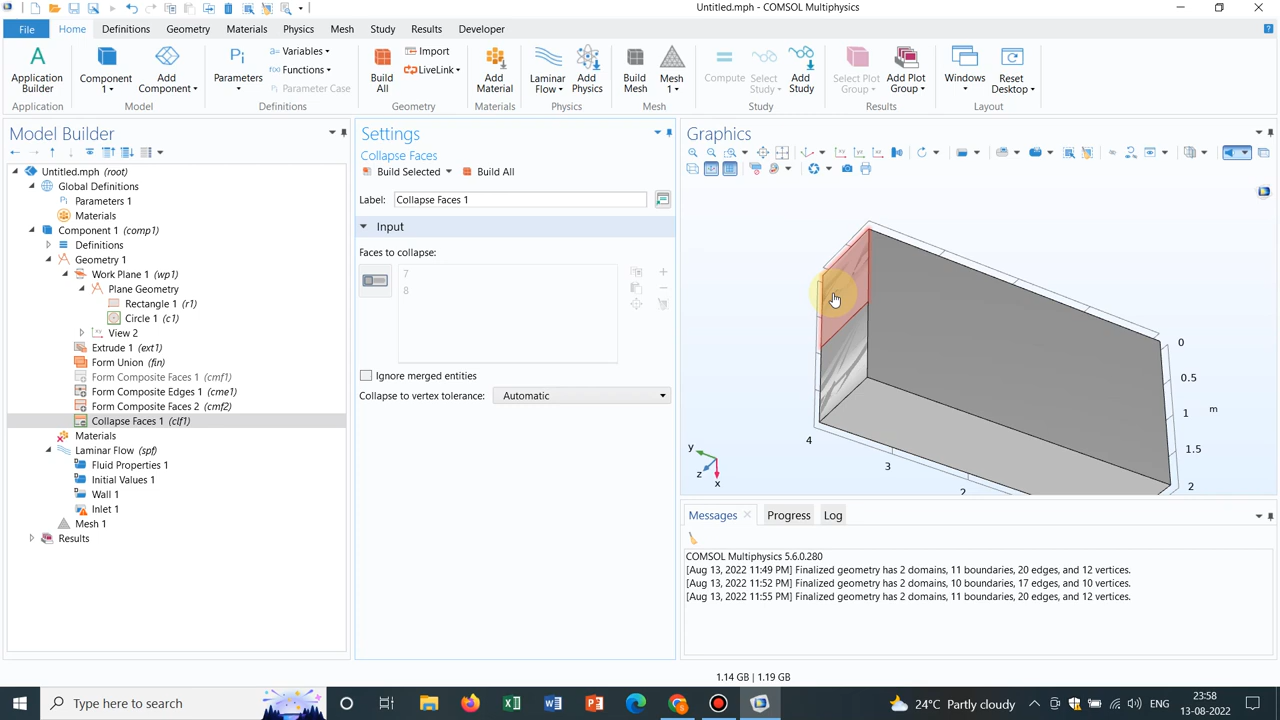 Untitled.mph - COMSOL Multiphysics
File Home Definitions Geometry Materials Physics Mesh Study Results Developer
Application Builder
Application
Component 1
Add Component
Model
Parameters
Variables
Functions
Parameter Case
Definitions
Build All
Import
LiveLink
Geometry
Add Material
Materials
Laminar Flow
Add Physics
Physics
Build Mesh
Mesh 1
Mesh
Compute
Select Study
Add Study
Study
Select Plot Group
Add Plot Group
Results
Windows
Reset Desktop
Layout
Model Builder
Untitled.mph (root)
Global Definitions
Parameters 1
Materials
Component 1 (comp1)
Definitions
Geometry 1
Work Plane 1 (wp1)
Plane Geometry
Rectangle 1 (r1)
Circle 1 (c1)
View 2
Extrude 1 (ext1)
Form Union (fin)
Form Composite Faces 1 (cmf1)
Form Composite Edges 1 (cme1)
Form Composite Faces 2 (cmf2)
Collapse Faces 1 (clf1)
Materials
Laminar Flow (spf)
Fluid Properties 1
Initial Values 1
Wall 1
Inlet 1
Mesh 1
Results
Settings
Collapse Faces
Build Selected Build All
Label: Collapse Faces 1
Input
Faces to collapse:
7
8
Ignore merged entities
Collapse to vertex tolerance: Automatic
Graphics
0
0.5
1
m
1.5
2
4
3
2
y
z
x
Messages Progress Log
COMSOL Multiphysics 5.6.0.280
[Aug 13, 2022 11:49 PM] Finalized geometry has 2 domains, 11 boundaries, 20 edges, and 12 vertices.
[Aug 13, 2022 11:52 PM] Finalized geometry has 2 domains, 10 boundaries, 17 edges, and 10 vertices.
[Aug 13, 2022 11:55 PM] Finalized geometry has 2 domains, 11 boundaries, 20 edges, and 12 vertices.
1.14 GB | 1.19 GB
Type here to search
24°C Partly cloudy
ENG
23:58
13-08-2022